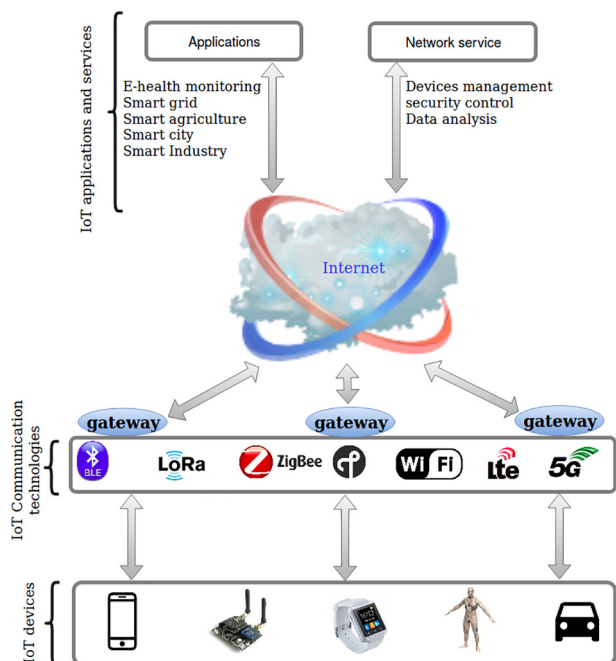 IoT applications and services
Applications
Network service
E-health monitoring
Smart grid
Smart agriculture
Smart city
Smart Industry
Devices management
security control
Data analysis
Internet
gateway
gateway
gateway
IoT Communication
technologies
BLE
LoRa
ZigBee
Wi Fi
Lte
5G
IoT devices